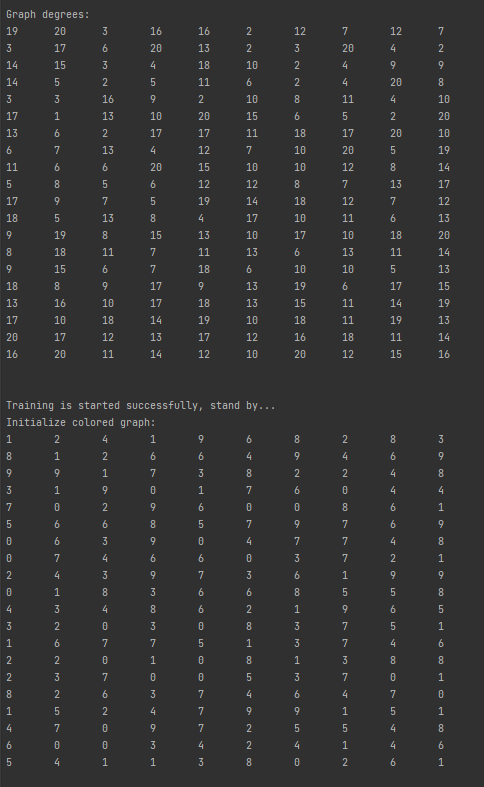 Graph degrees:
19 20 3 16 16 2 12 7 12 7
3 17 6 20 13 2 3 20 4 2
14 15 3 4 18 10 2 4 9 9
14 5 2 5 11 6 2 4 20 8
3 3 16 9 2 10 8 11 4 10
17 1 13 10 20 15 6 5 2 20
13 6 2 17 17 11 18 17 20 10
6 7 13 4 12 7 10 20 5 19
11 6 6 20 15 10 10 12 8 14
5 8 5 6 12 12 8 7 13 17
17 9 7 5 19 14 18 12 7 12
18 5 13 8 4 17 10 11 6 13
9 19 8 15 13 10 17 10 18 20
8 18 11 7 11 13 6 13 11 14
9 15 6 7 18 6 10 10 5 13
18 8 9 17 9 13 19 6 17 15
13 16 10 17 18 13 15 11 14 19
17 10 18 14 19 10 18 11 19 13
20 17 12 13 17 12 16 18 11 14
16 20 11 14 12 10 20 12 15 16
Training is started successfully, stand by...
Initialize colored graph:
1 2 4 1 9 6 8 2 8 3
8 1 2 6 6 4 9 4 6 9
9 9 1 7 3 8 2 2 4 8
3 1 9 0 1 7 6 0 4 4
7 0 2 9 6 0 0 8 6 1
5 6 6 8 5 7 9 7 6 9
0 6 3 9 0 4 7 7 4 8
0 7 4 6 6 0 3 7 2 1
2 4 3 9 7 3 6 1 9 9
0 1 8 3 6 6 8 5 5 8
4 3 4 8 6 2 1 9 6 5
3 2 0 3 0 8 3 7 5 1
1 6 7 7 5 1 3 7 4 6
2 2 0 1 0 8 1 3 8 8
2 3 7 0 0 5 3 7 0 1
8 2 6 3 7 4 6 4 7 0
1 5 2 4 7 9 9 1 5 1
4 7 0 9 7 2 5 5 4 8
6 0 0 3 4 2 4 1 4 6
5 4 1 1 3 8 0 2 6 1